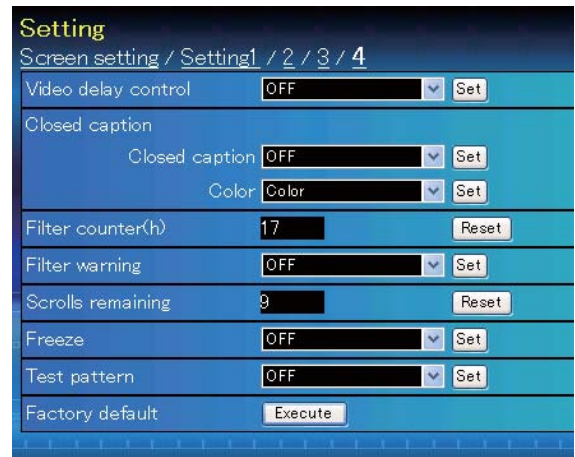 Setting
Screen setting / Setting1 / 2 / 3 / 4
Video delay control OFF Set
Closed caption
Closed caption OFF Set
Color Color Set
Filter counter(h) 17 Reset
Filter warning OFF Set
Scrolls remaining 9 Reset
Freeze OFF Set
Test pattern OFF Set
Factory default Execute